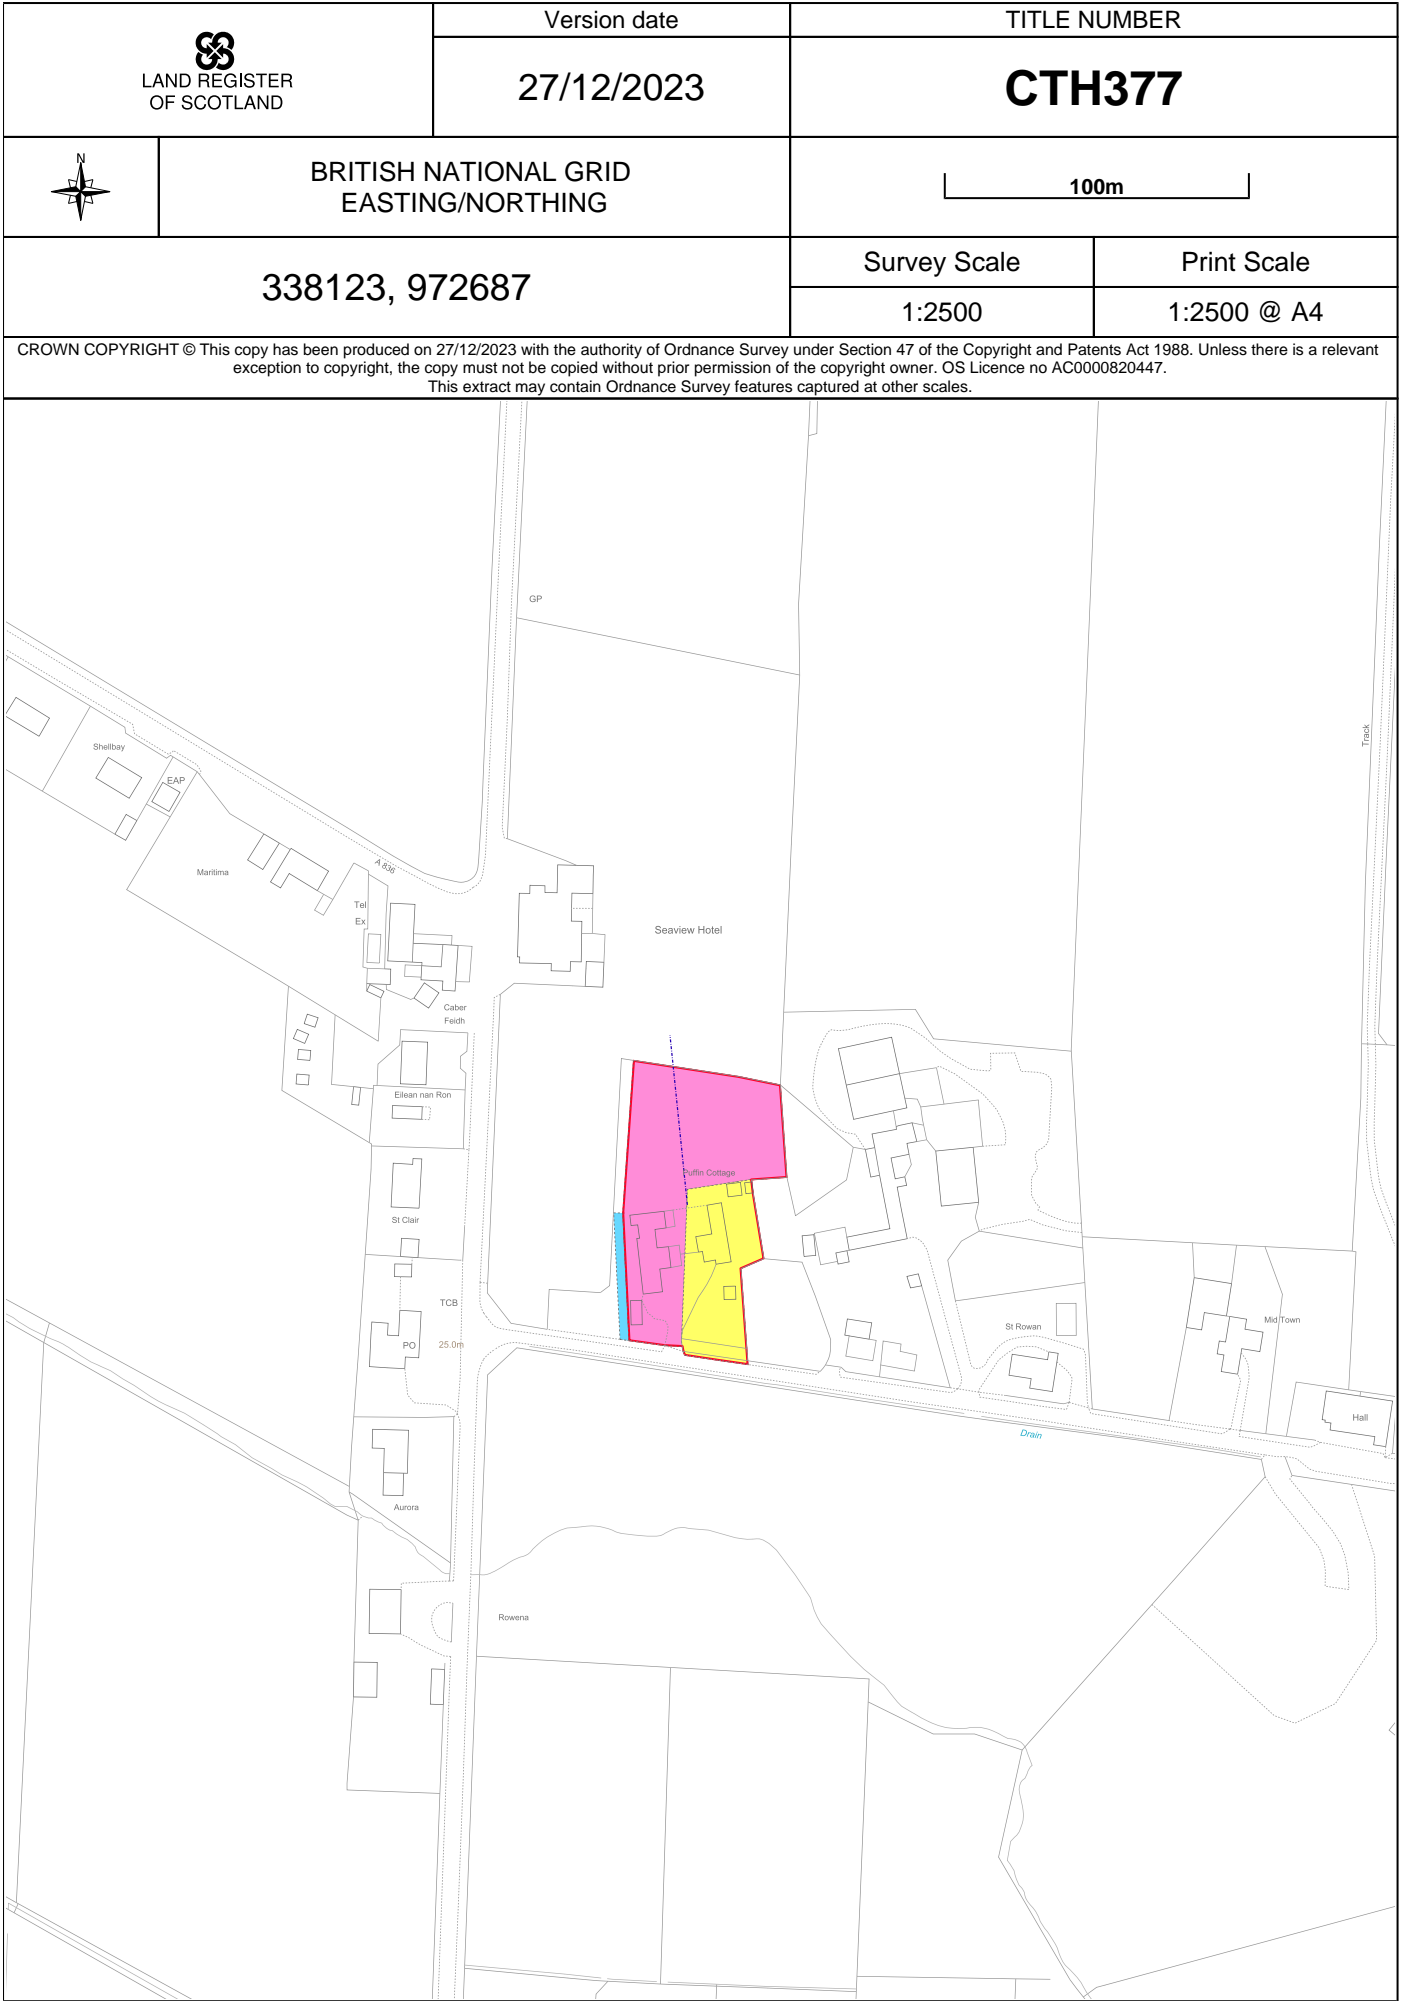 LAND REGISTER
OF SCOTLAND
Version date
27/12/2023
TITLE NUMBER
CTH377
N
BRITISH NATIONAL GRID
EASTING/NORTHING
100m
338123, 972687
Survey Scale
Print Scale
1:2500
1:2500 @ A4
CROWN COPYRIGHT © This copy has been produced on 27/12/2023 with the authority of Ordnance Survey under Section 47 of the Copyright and Patents Act 1988. Unless there is a relevant
exception to copyright, the copy must not be copied without prior permission of the copyright owner. OS Licence no AC0000820447.
This extract may contain Ordnance Survey features captured at other scales.
GP
Track
Shellbay
EAP
A 836
Maritima
Tel
Ex
Seaview Hotel
Caber
Feidh
Eilean nan Ron
Puffin Cottage
St Clair
TCB
PO
25.0m
St Rowan
Mid Town
Hall
Drain
Aurora
Rowena